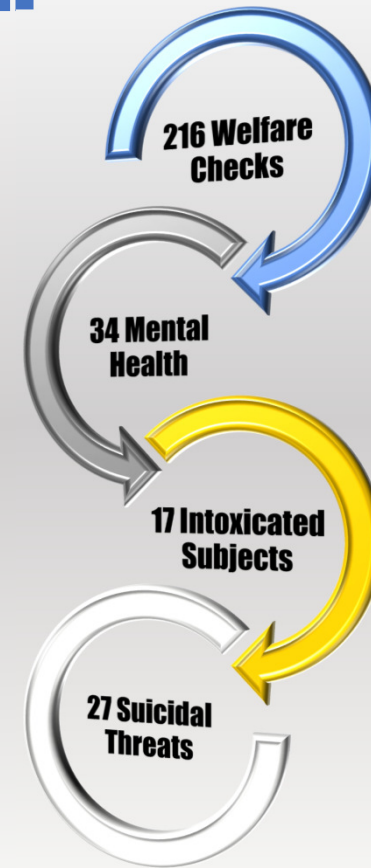 216 Welfare
Checks
34 Mental
Health
17 Intoxicated
Subjects
27 Suicidal
Threats